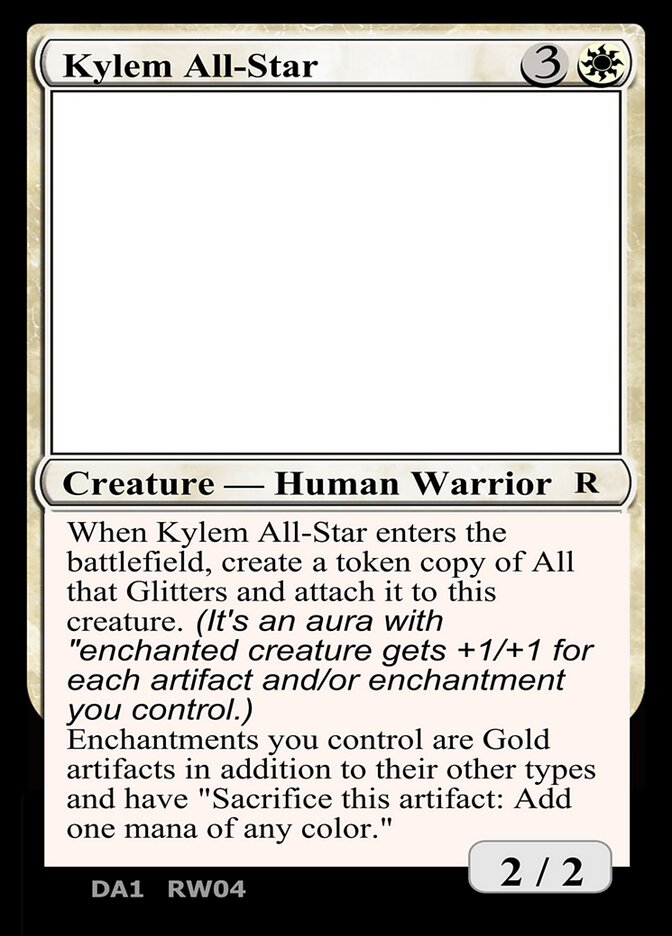 Kylem All-Star 3
Creature — Human Warrior R
When Kylem All-Star enters the
battlefield, create a token copy of All
that Glitters and attach it to this
creature. (It's an aura with
"enchanted creature gets +1/+1 for
each artifact and/or enchantment
you control.)
Enchantments you control are Gold
artifacts in addition to their other types
and have "Sacrifice this artifact: Add
one mana of any color."
2 / 2
DA1 RW04